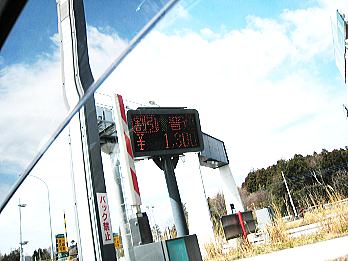 割引 普通
¥ 1,300
バック禁止